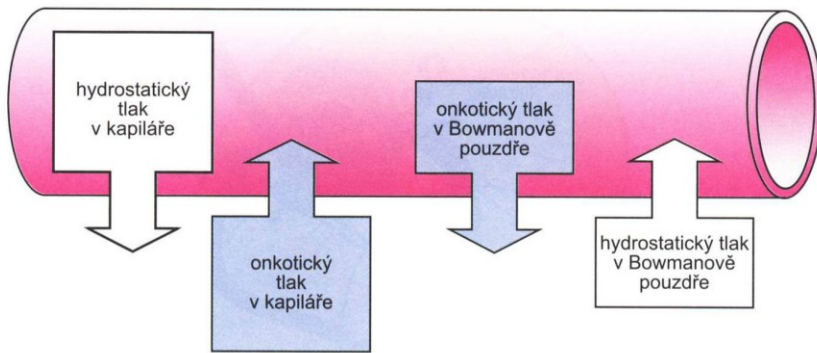 hydrostatický
tlak
v kapiláře
onkotický
tlak
v kapiláře
onkotický tlak
v Bowmanově
pouzdře
hydrostatický tlak
v Bowmanově
pouzdře